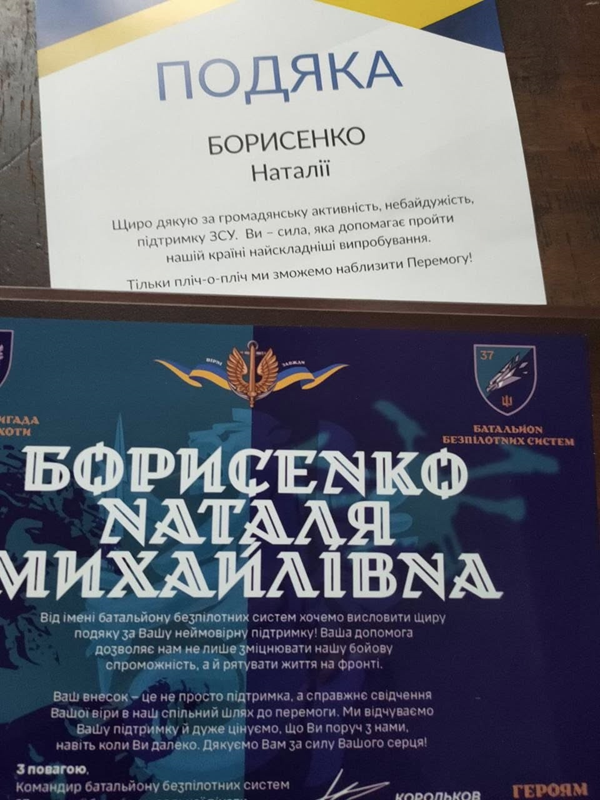 ПОДЯКА
БОРИСЕНКО
Наталії
Щиро дякую за громадянську активність, небайдужість,
підтримку ЗСУ. Ви – сила, яка допомагає пройти
нашій країні найскладніші випробування.
Тільки пліч-о-пліч ми зможемо наблизити Перемогу!
ВІРНІ ЗАВЖДИ
37
БАТАЛЬЙОН
БЕЗПІЛОТНИХ СИСТЕМ
БОРИСЕНКО
НАТАЛЯ
МИХАЙЛІВНА
Від імені батальйону безпілотних систем хочемо висловити щиру
подяку за Вашу неймовірну підтримку! Ваша допомога
дозволяє нам не лише зміцнювати нашу бойову
спроможність, а й рятувати життя на фронті.
Ваш внесок – це не просто підтримка, а справжнє свідчення
Вашої віри в наш спільний шлях до перемоги. Ми відчуваємо
Вашу підтримку й дуже цінуємо, що Ви поруч з нами,
навіть коли Ви далеко. Дякуємо Вам за силу Вашого серця!
З повагою,
Командир батальйону безпілотних систем
КОРОЛЬКОВ
ГЕРОЯМ